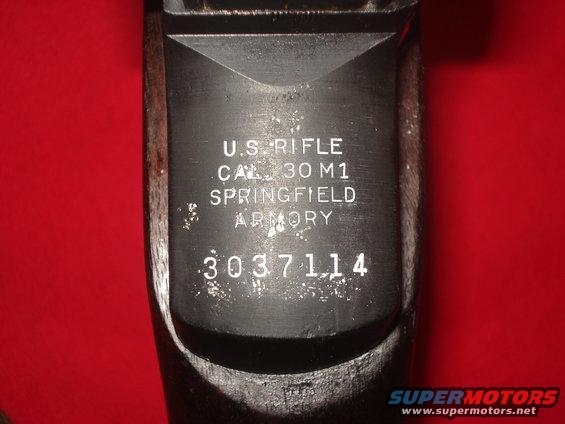 U.S. RIFLE
CAL. 30 M1
SPRINGFIELD
ARMORY
3037114
SUPERMOTORS
www.supermotors.net